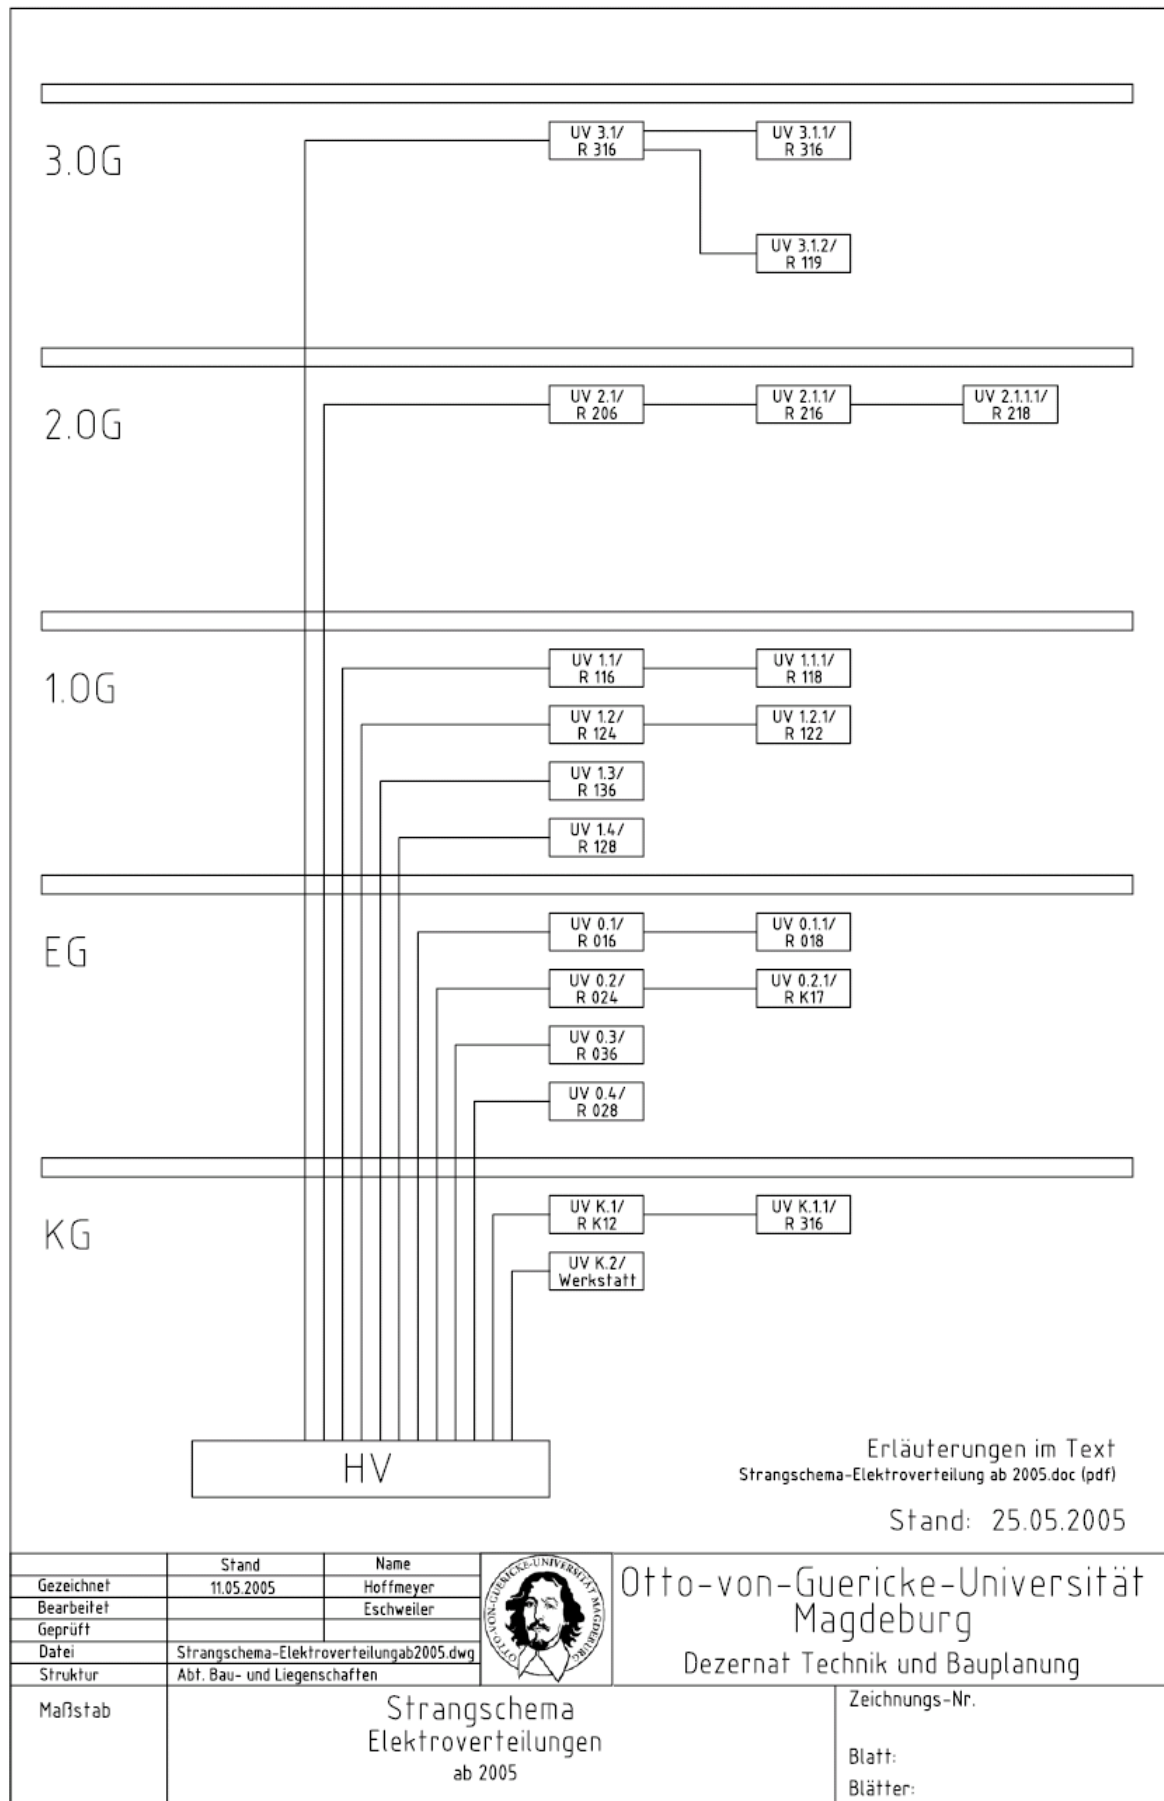 3.OG
UV 3.1/
R 316
UV 3.1.1/
R 316
UV 3.1.2/
R 119
2.OG
UV 2.1/
R 206
UV 2.1.1/
R 216
UV 2.1.1.1/
R 218
1.OG
UV 1.1/
R 116
UV 1.1.1/
R 118
UV 1.2/
R 124
UV 1.2.1/
R 122
UV 1.3/
R 136
UV 1.4/
R 128
EG
UV 0.1/
R 016
UV 0.1.1/
R 018
UV 0.2/
R 024
UV 0.2.1/
R K17
UV 0.3/
R 036
UV 0.4/
R 028
KG
UV K.1/
R K12
UV K.1.1/
R 316
UV K.2/
Werkstatt
HV
Erläuterungen im Text
Strangschema-Elektroverteilung ab 2005.doc (pdf)
Stand: 25.05.2005
Stand Name
Gezeichnet 11.05.2005 Hoffmeyer
Bearbeitet Eschweiler
Geprüft
Datei Strangschema-Elektroverteilungab2005.dwg
Struktur Abt. Bau- und Liegenschaften
OTTO-VON-GUERICKE-UNIVERSITÄT MAGDEBURG
Otto-von-Guericke-Universität
Magdeburg
Dezernat Technik und Bauplanung
Maßstab
Strangschema
Elektroverteilungen
ab 2005
Zeichnungs-Nr.
Blatt:
Blätter: